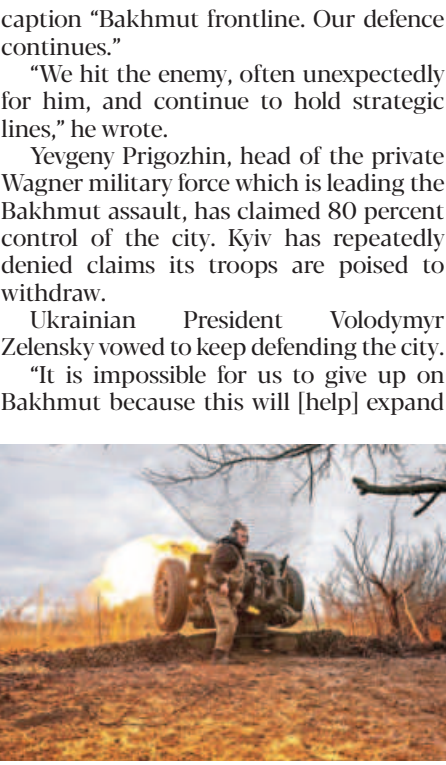 caption “Bakhmut frontline. Our defence
continues.”
“We hit the enemy, often unexpectedly
for him, and continue to hold strategic
lines,” he wrote.
Yevgeny Prigozhin, head of the private
Wagner military force which is leading the
Bakhmut assault, has claimed 80 percent
control of the city. Kyiv has repeatedly
denied claims its troops are poised to
withdraw.
Ukrainian President Volodymyr
Zelensky vowed to keep defending the city.
“It is impossible for us to give up on
Bakhmut because this will [help] expand